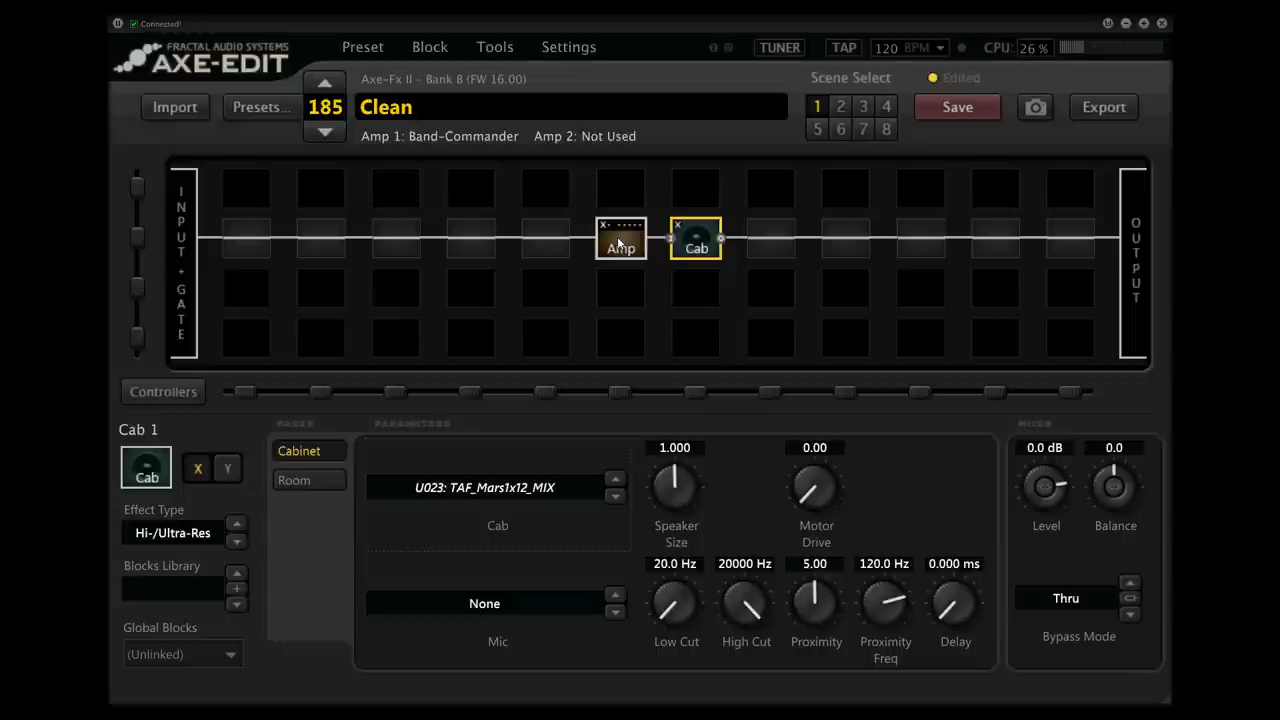 Connected!
FRACTAL AUDIO SYSTEMS
AXE-EDIT
Preset Block Tools Settings
TUNER TAP 120 BPM CPU: 26 %
Axe-Fx II - Bank B (FW 16.00)
Scene Select Edited
Import Presets... 185 Clean 1 2 3 4 Save Export
Amp 1: Band-Commander Amp 2: Not Used 5 6 7 8
INPUT + GATE
X
Amp
X
Cab
OUTPUT
Controllers
Cab 1
PAGES PARAMETERS MIXER
Cab X Y
Effect Type
Hi-/Ultra-Res
Blocks Library
Global Blocks
(Unlinked)
Cabinet
Room
U023: TAF_Mars1x12_MIX
Cab
None
Mic
1.000 0.00
Speaker Size Motor Drive
20.0 Hz 20000 Hz 5.00 120.0 Hz 0.000 ms
Low Cut High Cut Proximity Proximity Freq Delay
0.0 dB 0.0
Level Balance
Thru
Bypass Mode